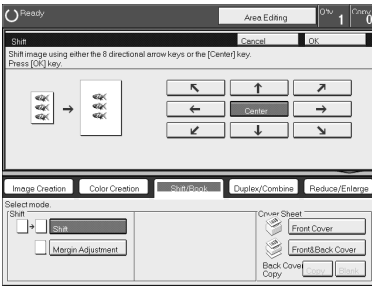 Ready
Area Editing
Q'ty 1
Copy 0
Shift
Cancel
OK
Shift image using either the 8 directional arrow keys or the [Center] key.
Press [OK] key.
Center
Image Creation
Color Creation
Shift/Book
Duplex/Combine
Reduce/Enlarge
Select mode.
Shift
Cover Sheet
Shift
Front Cover
Margin Adjustment
Front&Back Cover
Back Cover
Copy
Copy
Blank